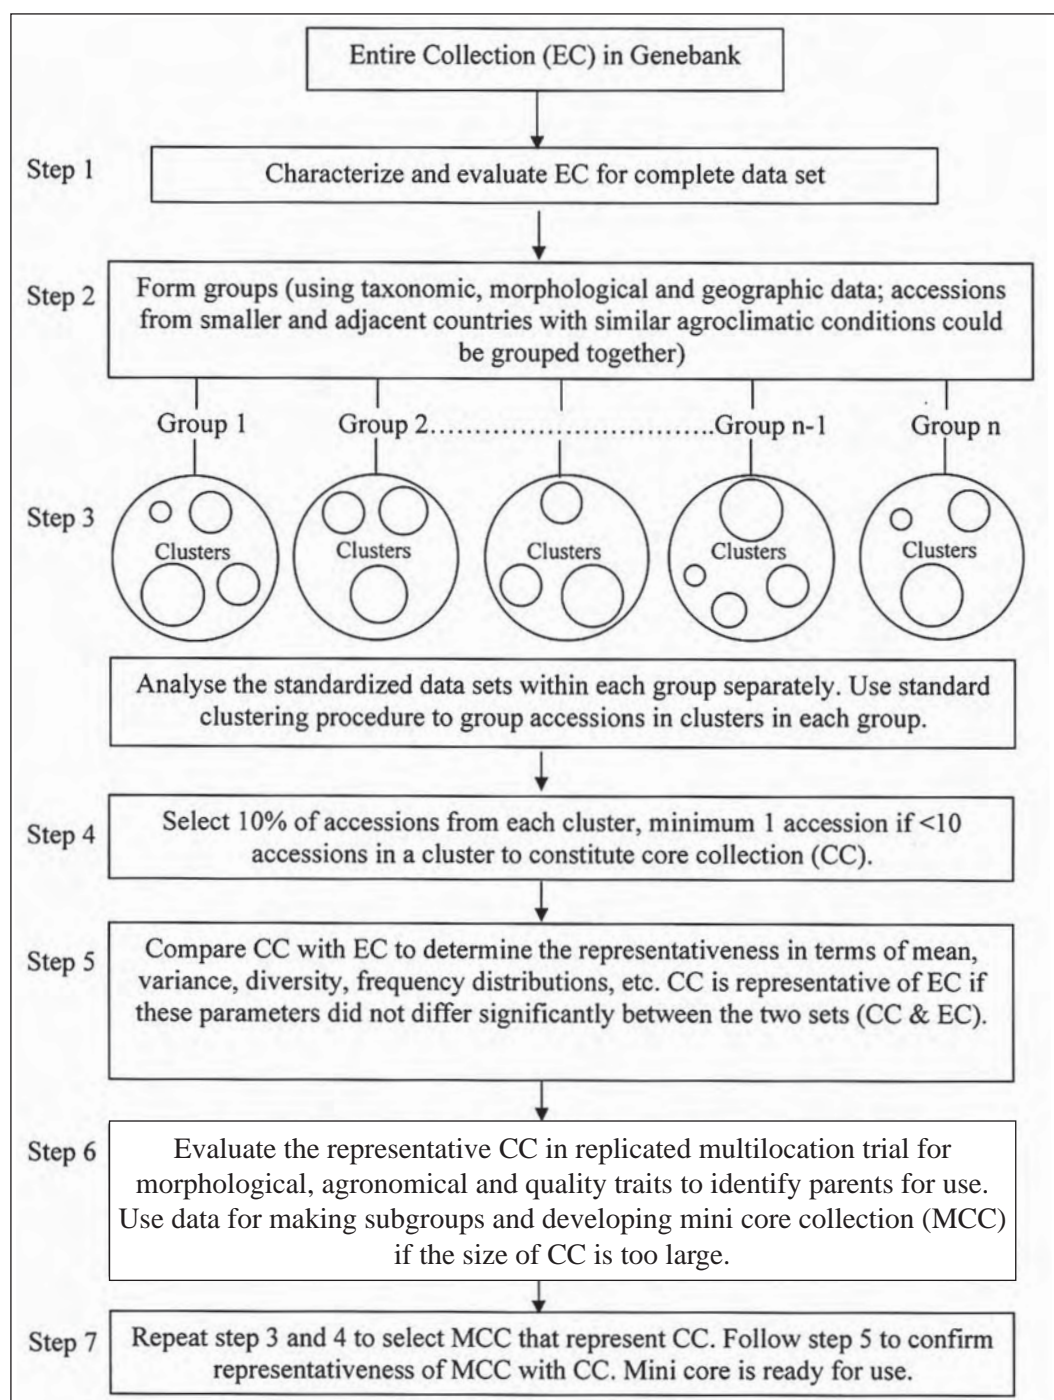 Entire Collection (EC) in Genebank
Step 1
Characterize and evaluate EC for complete data set
Step 2
Form groups (using taxonomic, morphological and geographic data; accessions
from smaller and adjacent countries with similar agroclimatic conditions could
be grouped together)
Group 1 Group 2................................Group n-1 Group n
Step 3
Clusters Clusters Clusters Clusters Clusters
Analyse the standardized data sets within each group separately. Use standard
clustering procedure to group accessions in clusters in each group.
Step 4
Select 10% of accessions from each cluster, minimum 1 accession if <10
accessions in a cluster to constitute core collection (CC).
Step 5
Compare CC with EC to determine the representativeness in terms of mean,
variance, diversity, frequency distributions, etc. CC is representative of EC if
these parameters did not differ significantly between the two sets (CC & EC).
Step 6
Evaluate the representative CC in replicated multilocation trial for
morphological, agronomical and quality traits to identify parents for use.
Use data for making subgroups and developing mini core collection (MCC)
if the size of CC is too large.
Step 7
Repeat step 3 and 4 to select MCC that represent CC. Follow step 5 to confirm
representativeness of MCC with CC. Mini core is ready for use.